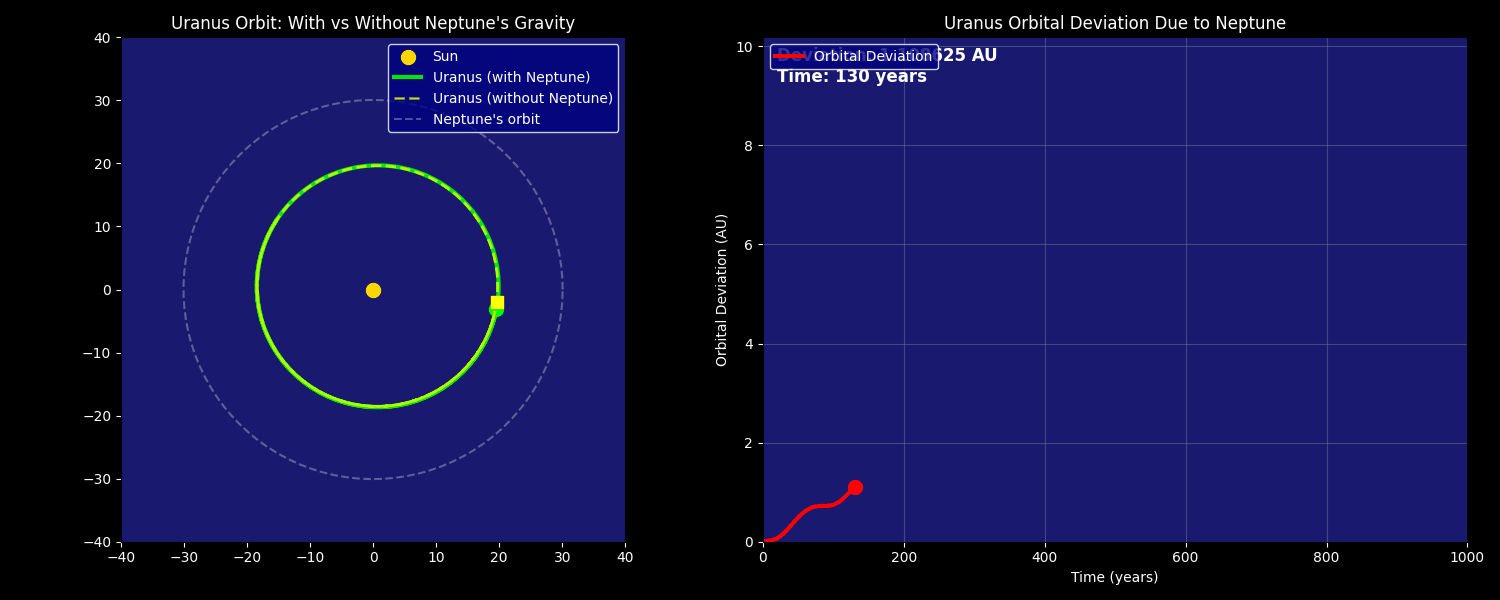 Uranus Orbit: With vs Without Neptune's Gravity
Sun
Uranus (with Neptune)
Uranus (without Neptune)
Neptune's orbit
40
30
20
10
0
−10
−20
−30
−40
−40 −30 −20 −10 0 10 20 30 40
Uranus Orbital Deviation Due to Neptune
Orbital Deviation
AU
Time: 130 years
Orbital Deviation (AU)
10
8
6
4
2
0
0 200 400 600 800 1000
Time (years)